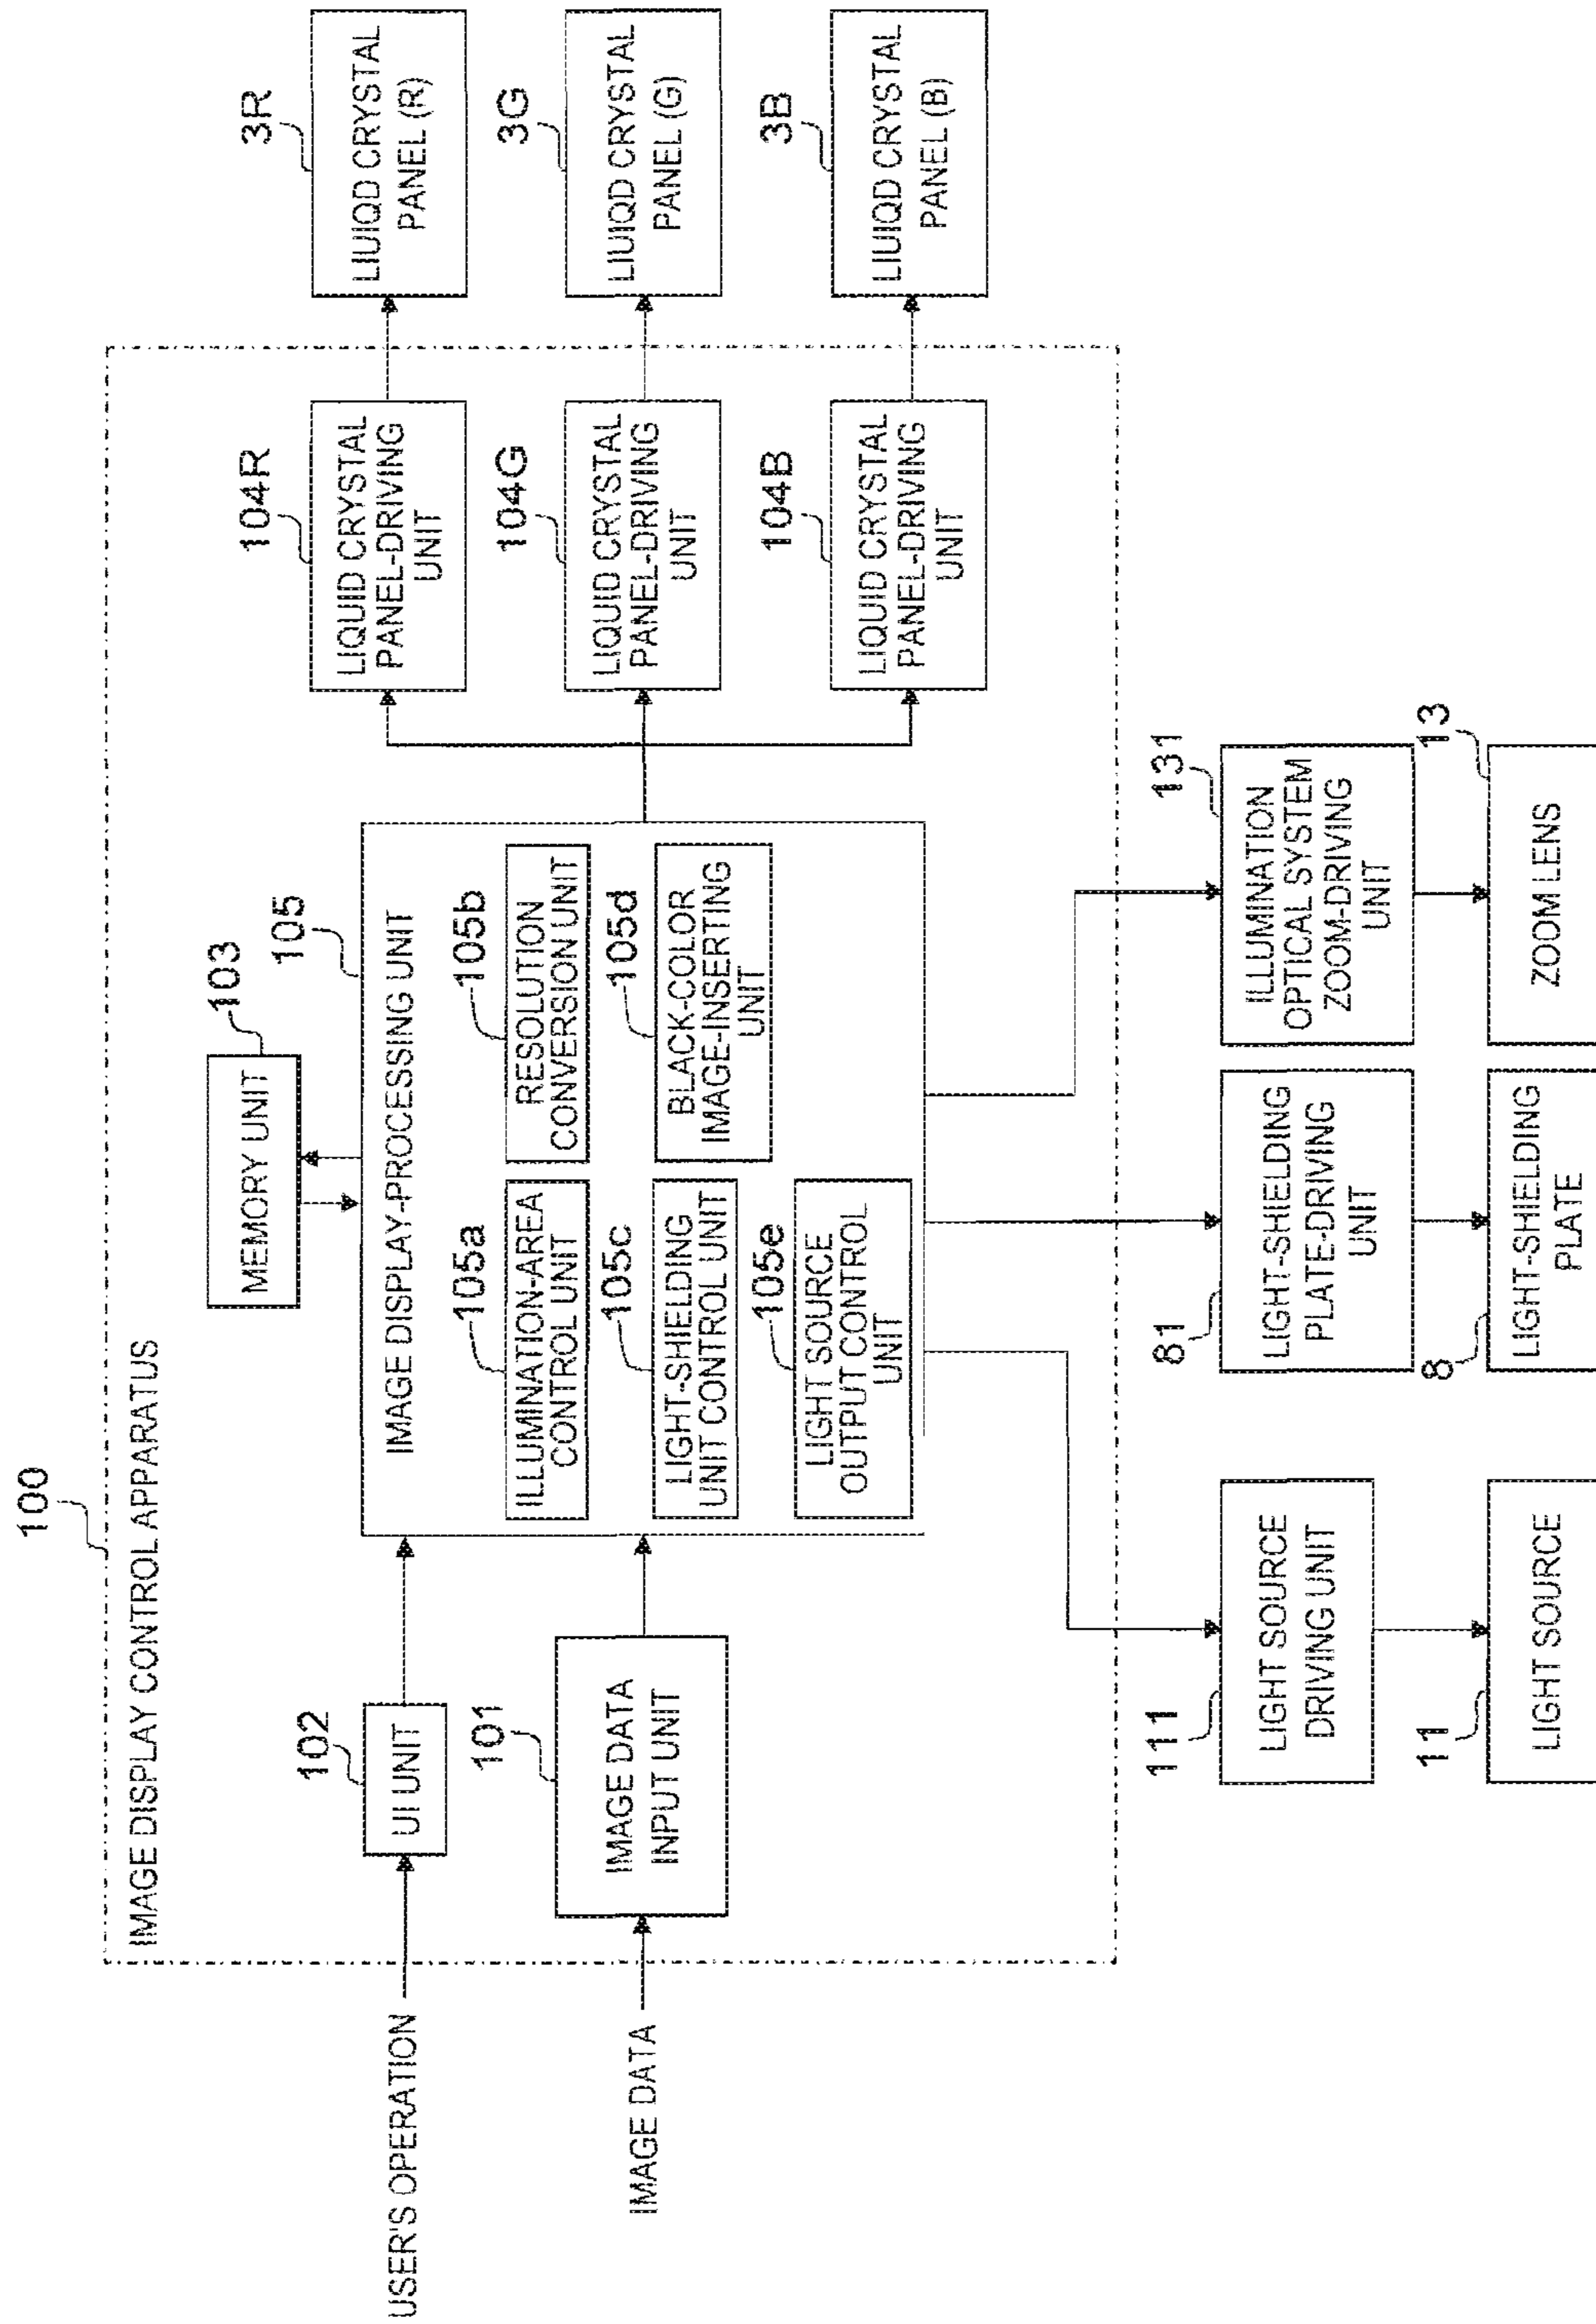 100
IMAGE DISPLAY CONTROL APPARATUS
USER'S OPERATION
IMAGE DATA
102
UI UNIT
101
IMAGE DATA
INPUT UNIT
103
MEMORY UNIT
105
IMAGE DISPLAY-PROCESSING UNIT
105a
ILLUMINATION-AREA
CONTROL UNIT
105b
RESOLUTION
CONVERSION UNIT
105c
LIGHT-SHIELDING
UNIT CONTROL UNIT
105d
BLACK-COLOR
IMAGE-INSERTING
UNIT
105e
LIGHT SOURCE
OUTPUT CONTROL
UNIT
104R
LIQUID CRYSTAL
PANEL-DRIVING
UNIT
104G
LIQUID CRYSTAL
PANEL-DRIVING
UNIT
104B
LIQUID CRYSTAL
PANEL-DRIVING
UNIT
3R
LIUIQD CRYSTAL
PANEL (R)
3G
LIUIQD CRYSTAL
PANEL (G)
3B
LIUIQD CRYSTAL
PANEL (B)
111
LIGHT SOURCE
DRIVING UNIT
11
LIGHT SOURCE
81
LIGHT-SHIELDING
PLATE-DRIVING
UNIT
8
LIGHT-SHIELDING
PLATE
131
ILLUMINATION
OPTICAL SYSTEM
ZOOM-DRIVING
UNIT
13
ZOOM LENS